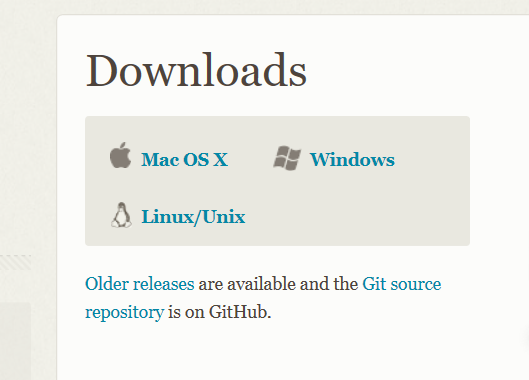 Downloads
Mac OS X
Windows
Linux/Unix
Older releases are available and the Git source
repository is on GitHub.